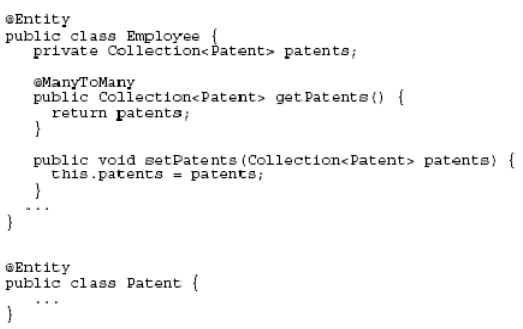 @Entity
public class Employee {
private Collection<Patent> patents;
@ManyToMany
public Collection<Patent> getPatents() {
return patents;
}
public void setPatents(Collection<Patent> patents) {
this.patents = patents;
}
...
}
@Entity
public class Patent {
...
}